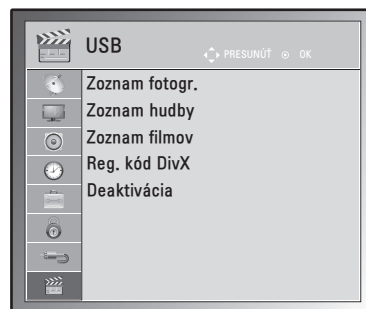 USB
PRESUNÚŤ OK
Zoznam fotogr.
Zoznam hudby
Zoznam filmov
Reg. kód DivX
Deaktivácia